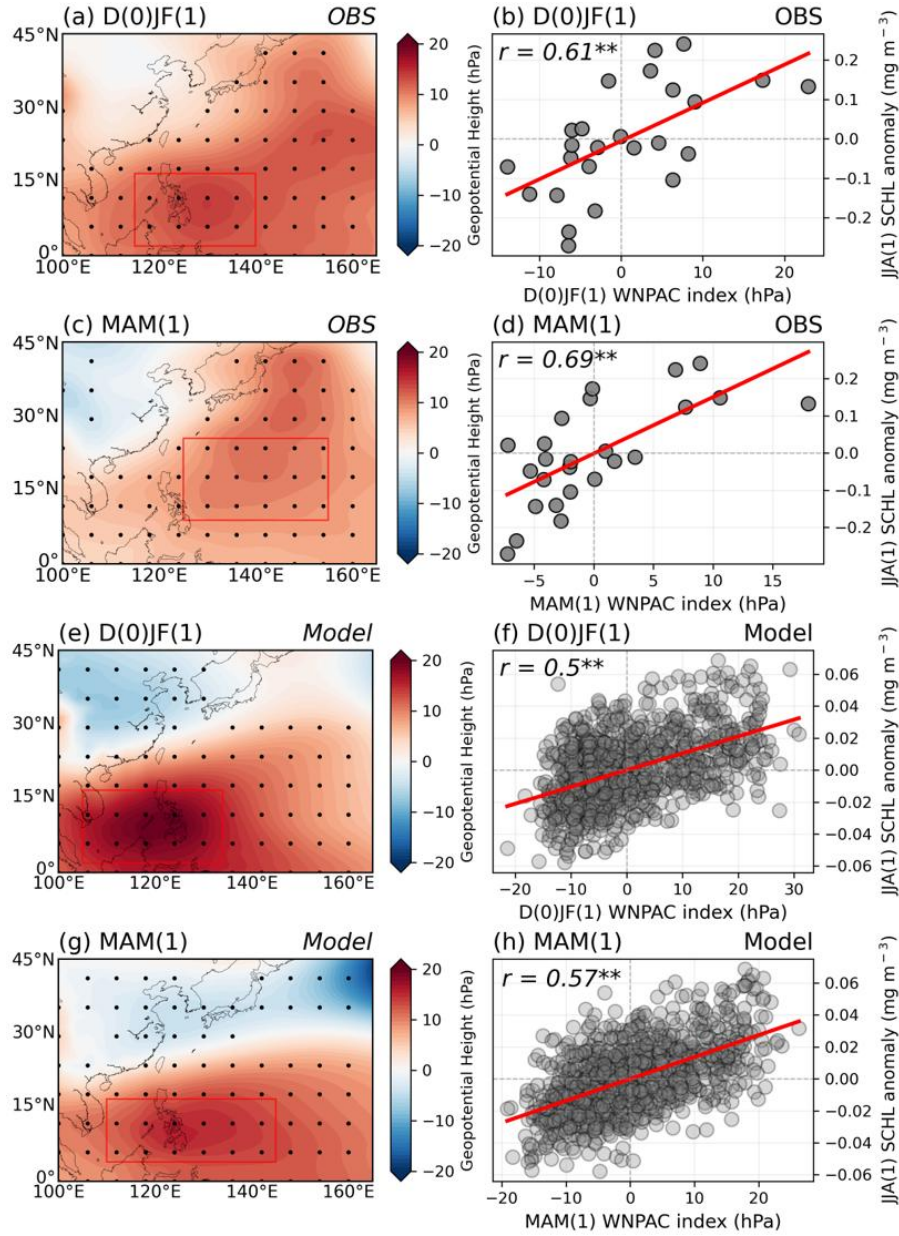 (a) D(0)JF(1) OBS
45°N
30°N
15°N
0°
100°E 120°E 140°E 160°E
20
10
0
−10
−20
Geopotential Height (hPa)
(b) D(0)JF(1) OBS
r = 0.61**
0.2
0.1
0.0
−0.1
−0.2
JJA(1) SCHL anomaly (mg m⁻³)
−10 0 10 20
D(0)JF(1) WNPAC index (hPa)
(c) MAM(1) OBS
45°N
30°N
15°N
0°
100°E 120°E 140°E 160°E
20
10
0
−10
−20
Geopotential Height (hPa)
(d) MAM(1) OBS
r = 0.69**
0.2
0.1
0.0
−0.1
−0.2
JJA(1) SCHL anomaly (mg m⁻³)
−5 0 5 10 15
MAM(1) WNPAC index (hPa)
(e) D(0)JF(1) Model
45°N
30°N
15°N
0°
100°E 120°E 140°E 160°E
20
10
0
−10
−20
Geopotential Height (hPa)
(f) D(0)JF(1) Model
r = 0.5**
0.06
0.04
0.02
0.00
−0.02
−0.04
−0.06
JJA(1) SCHL anomaly (mg m⁻³)
−20 −10 0 10 20 30
D(0)JF(1) WNPAC index (hPa)
(g) MAM(1) Model
45°N
30°N
15°N
0°
100°E 120°E 140°E 160°E
20
10
0
−10
−20
Geopotential Height (hPa)
(h) MAM(1) Model
r = 0.57**
0.06
0.04
0.02
0.00
−0.02
−0.04
−0.06
JJA(1) SCHL anomaly (mg m⁻³)
−20 −10 0 10 20
MAM(1) WNPAC index (hPa)